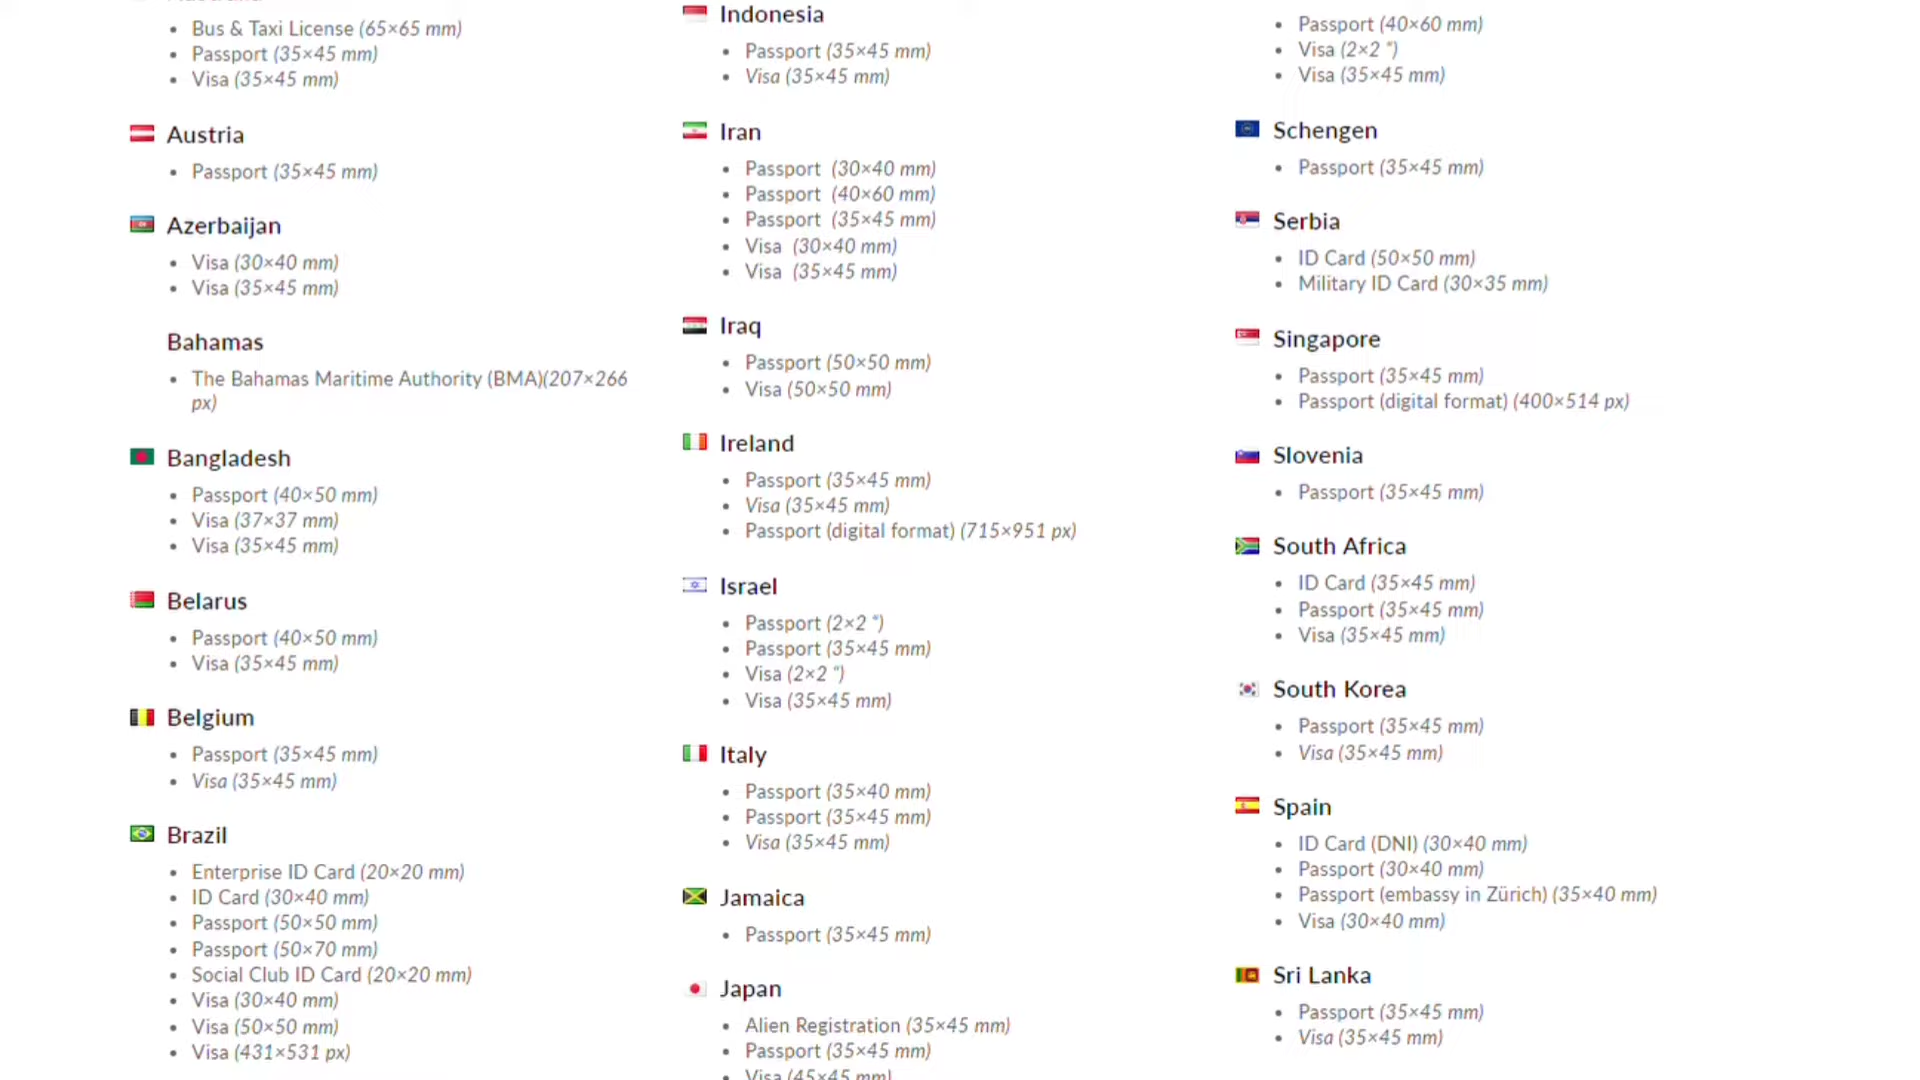 Bus & Taxi License (65×65 mm)
Passport (35×45 mm)
Visa (35×45 mm)
Austria
Passport (35×45 mm)
Azerbaijan
Visa (30×40 mm)
Visa (35×45 mm)
Bahamas
The Bahamas Maritime Authority (BMA)(207×266
px)
Bangladesh
Passport (40×50 mm)
Visa (37×37 mm)
Visa (35×45 mm)
Belarus
Passport (40×50 mm)
Visa (35×45 mm)
Belgium
Passport (35×45 mm)
Visa (35×45 mm)
Brazil
Enterprise ID Card (20×20 mm)
ID Card (30×40 mm)
Passport (50×50 mm)
Passport (50×70 mm)
Social Club ID Card (20×20 mm)
Visa (30×40 mm)
Visa (50×50 mm)
Visa (431×531 px)
Indonesia
Passport (35×45 mm)
Visa (35×45 mm)
Iran
Passport (30×40 mm)
Passport (40×60 mm)
Passport (35×45 mm)
Visa (30×40 mm)
Visa (35×45 mm)
Iraq
Passport (50×50 mm)
Visa (50×50 mm)
Ireland
Passport (35×45 mm)
Visa (35×45 mm)
Passport (digital format) (715×951 px)
Israel
Passport (2×2 “)
Passport (35×45 mm)
Visa (2×2 “)
Visa (35×45 mm)
Italy
Passport (35×40 mm)
Passport (35×45 mm)
Visa (35×45 mm)
Jamaica
Passport (35×45 mm)
Japan
Alien Registration (35×45 mm)
Passport (35×45 mm)
Visa (45×45 mm)
Passport (40×60 mm)
Visa (2×2 “)
Visa (35×45 mm)
Schengen
Passport (35×45 mm)
Serbia
ID Card (50×50 mm)
Military ID Card (30×35 mm)
Singapore
Passport (35×45 mm)
Passport (digital format) (400×514 px)
Slovenia
Passport (35×45 mm)
South Africa
ID Card (35×45 mm)
Passport (35×45 mm)
Visa (35×45 mm)
South Korea
Passport (35×45 mm)
Visa (35×45 mm)
Spain
ID Card (DNI) (30×40 mm)
Passport (30×40 mm)
Passport (embassy in Zürich) (35×40 mm)
Visa (30×40 mm)
Sri Lanka
Passport (35×45 mm)
Visa (35×45 mm)